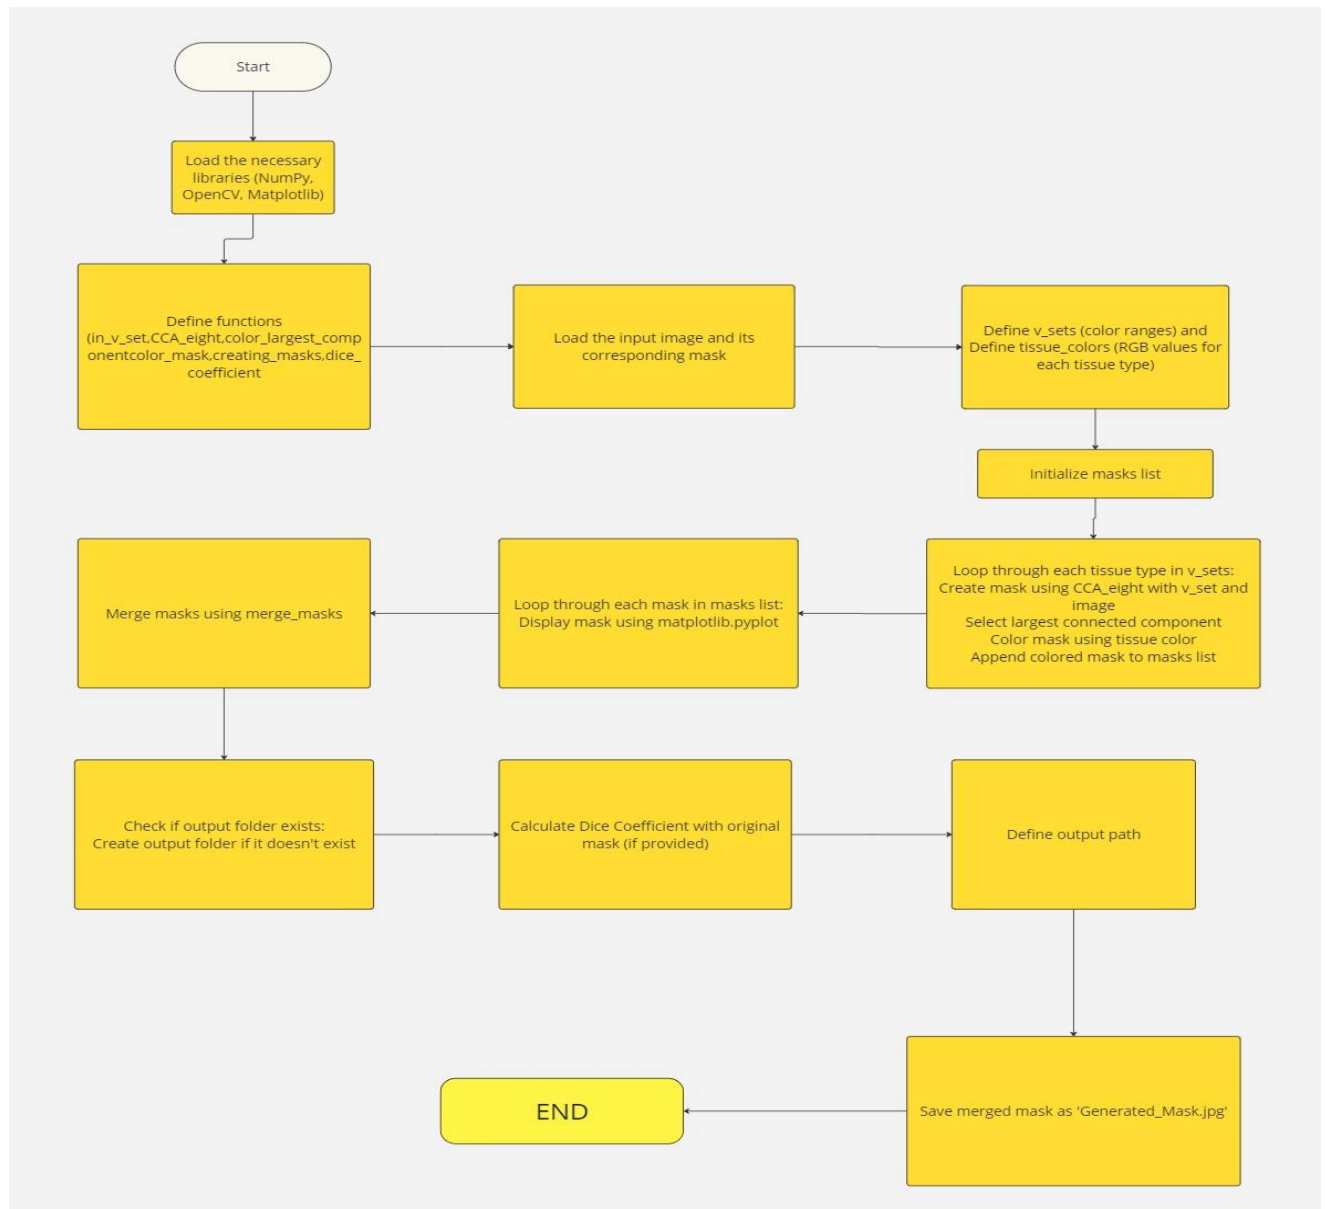 Start
Load the necessary
libraries (NumPy,
OpenCV, Matplotlib)
Define functions
(in_v_set,CCA_eight,color_largest_comp
onentcolor_mask,creating_masks,dice_
coefficient
Load the input image and its
corresponding mask
Define v_sets (color ranges) and
Define tissue_colors (RGB values for
each tissue type)
Initialize masks list
Loop through each tissue type in v_sets:
Create mask using CCA_eight with v_set and
image
Select largest connected component
Color mask using tissue color
Append colored mask to masks list
Loop through each mask in masks list:
Display mask using matplotlib.pyplot
Merge masks using merge_masks
Check if output folder exists:
Create output folder if it doesn't exist
Calculate Dice Coefficient with original
mask (if provided)
Define output path
Save merged mask as 'Generated_Mask.jpg'
END